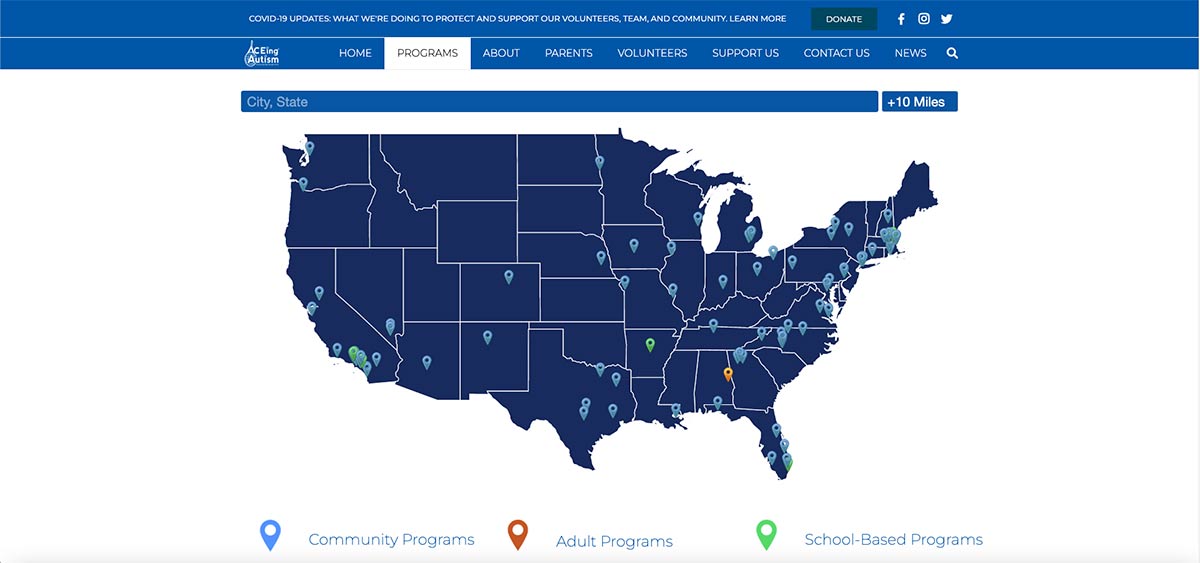 COVID-19 UPDATES: WHAT WE'RE DOING TO PROTECT AND SUPPORT OUR VOLUNTEERS, TEAM, AND COMMUNITY. LEARN MORE DONATE
ACEing Autism HOME PROGRAMS ABOUT PARENTS VOLUNTEERS SUPPORT US CONTACT US NEWS
City, State +10 Miles
Community Programs Adult Programs School-Based Programs